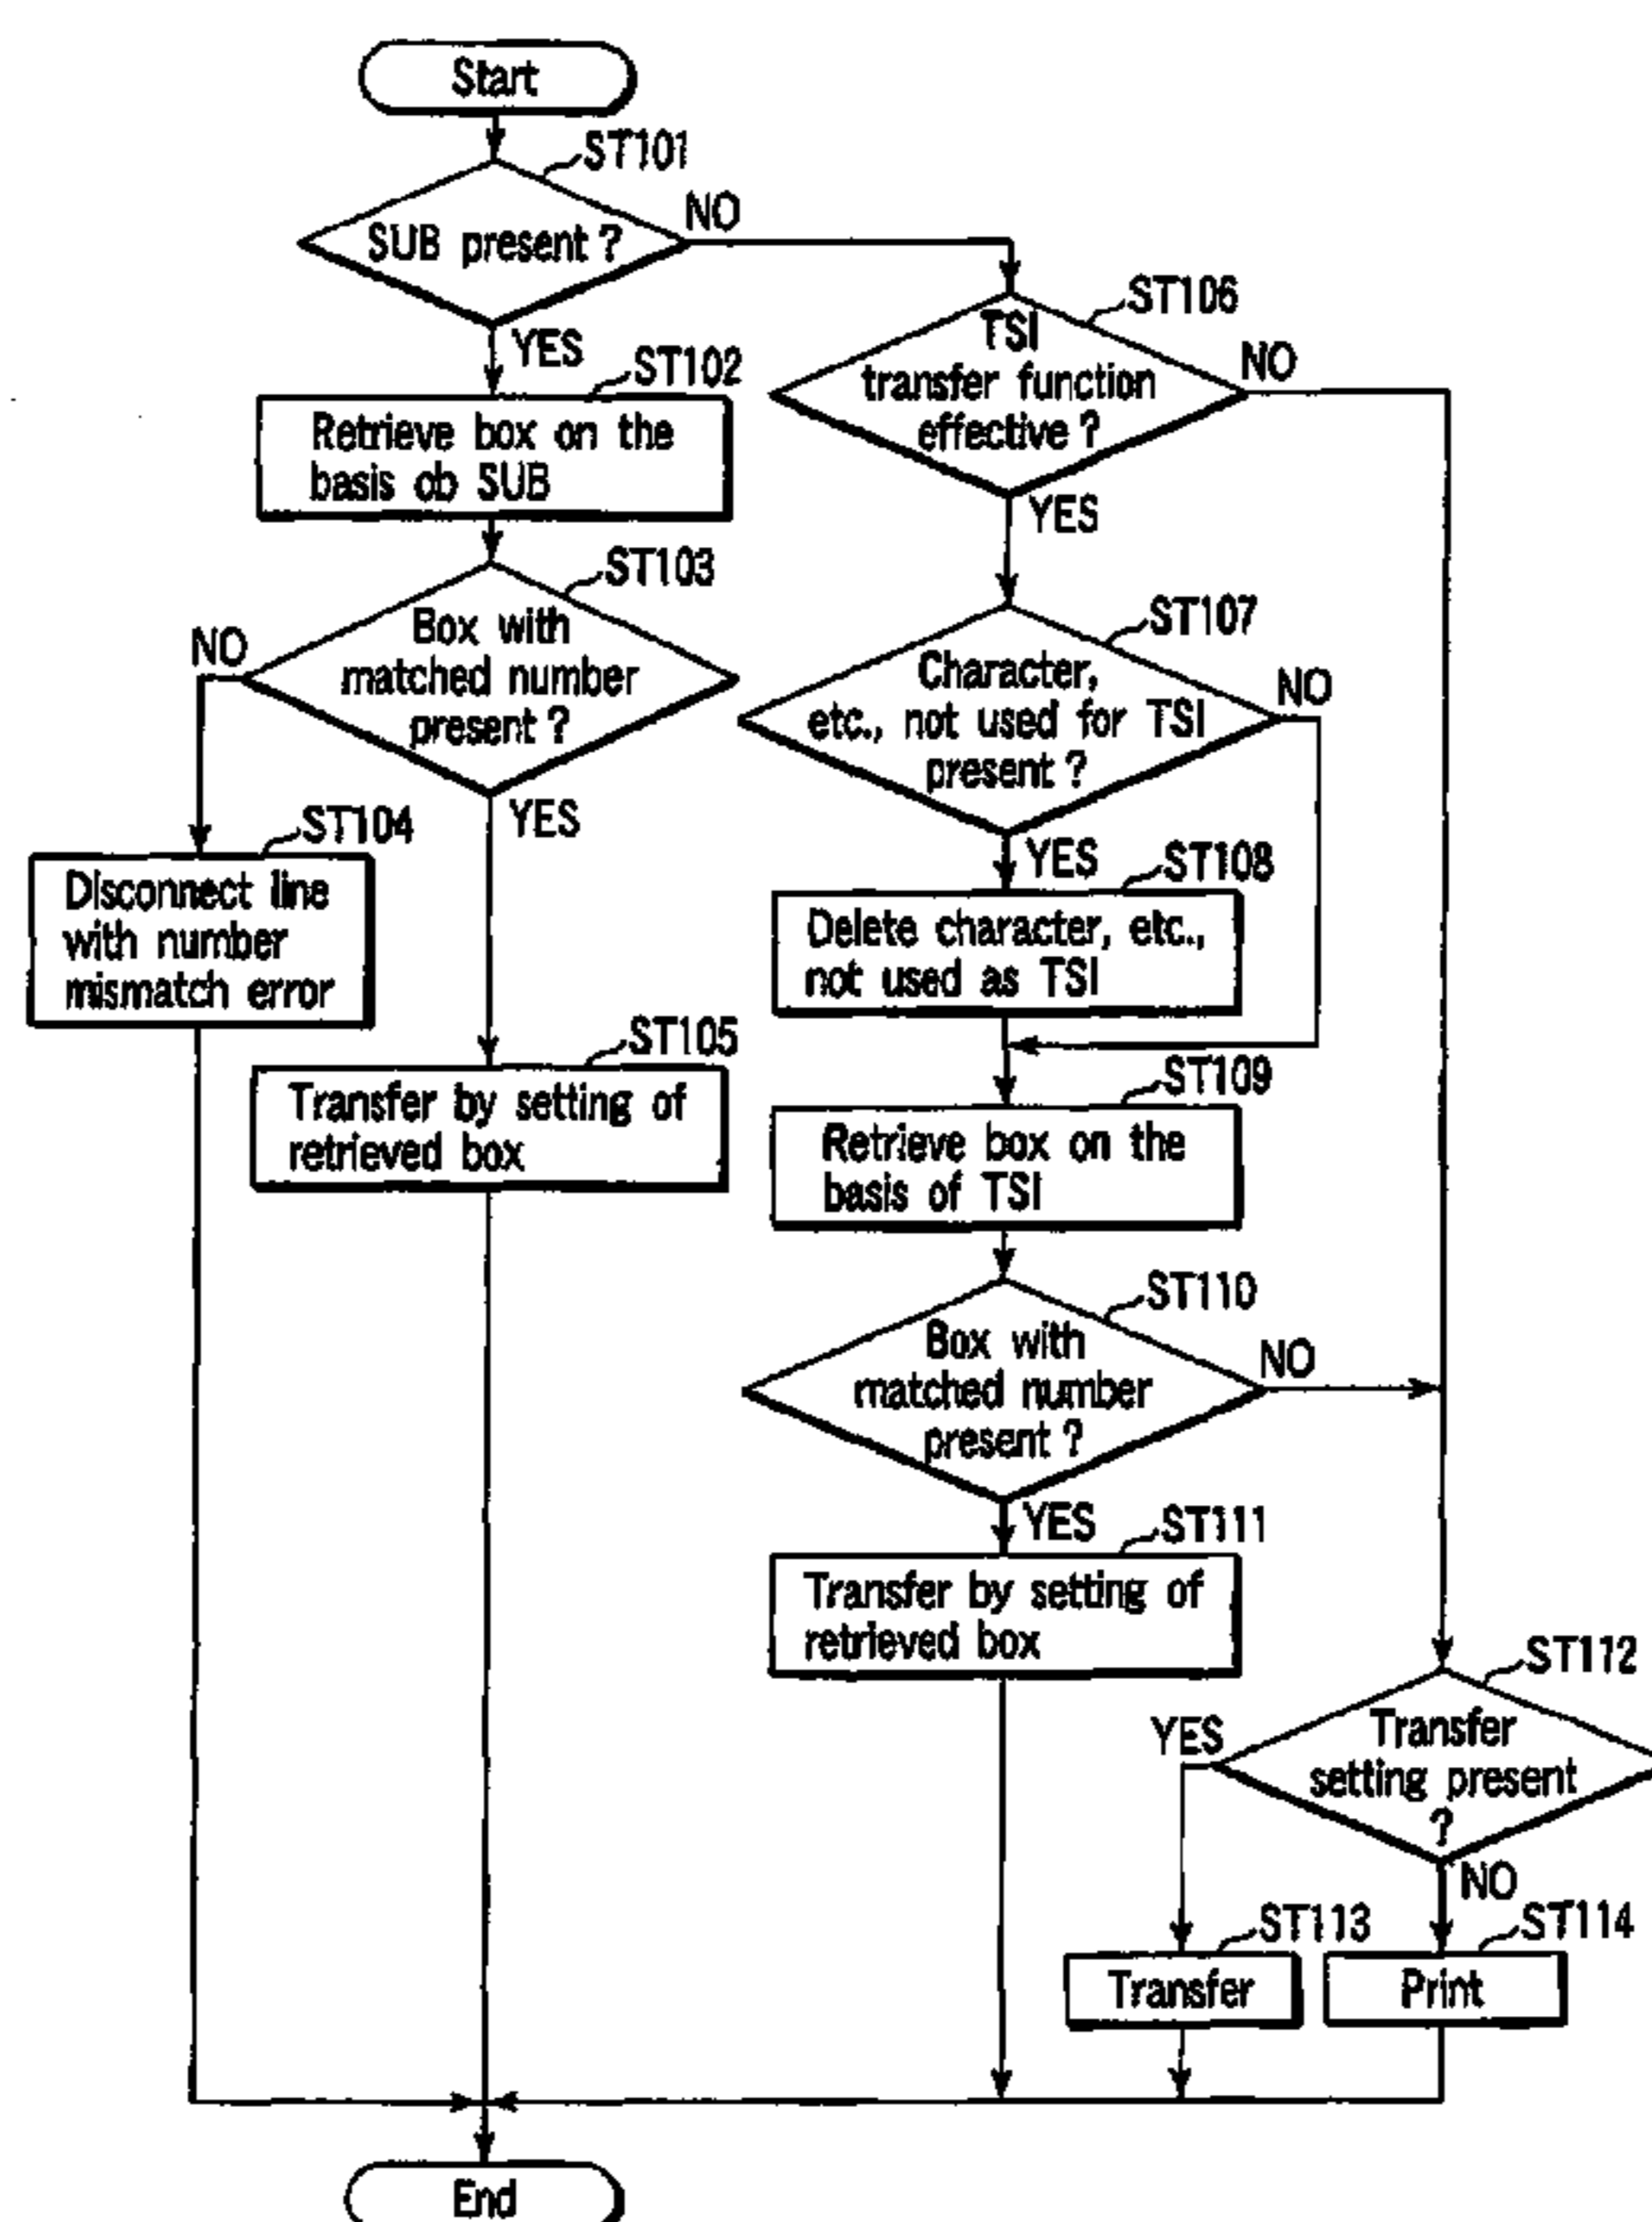 Start
ST101
SUB present ?
NO
YES
ST102
Retrieve box on the
basis ob SUB
ST103
Box with
matched number
present ?
NO
YES
ST104
Disconnect line
with number
mismatch error
ST105
Transfer by setting of
retrieved box
ST106
TSI
transfer function
effective ?
NO
YES
ST107
Character,
etc., not used for TSI
present ?
NO
YES
ST108
Delete character, etc.,
not used as TSI
ST109
Retrieve box on the
basis of TSI
ST110
Box with
matched number
present ?
NO
YES
ST111
Transfer by setting of
retrieved box
ST112
Transfer
setting present
?
YES
NO
ST113
Transfer
ST114
Print
End